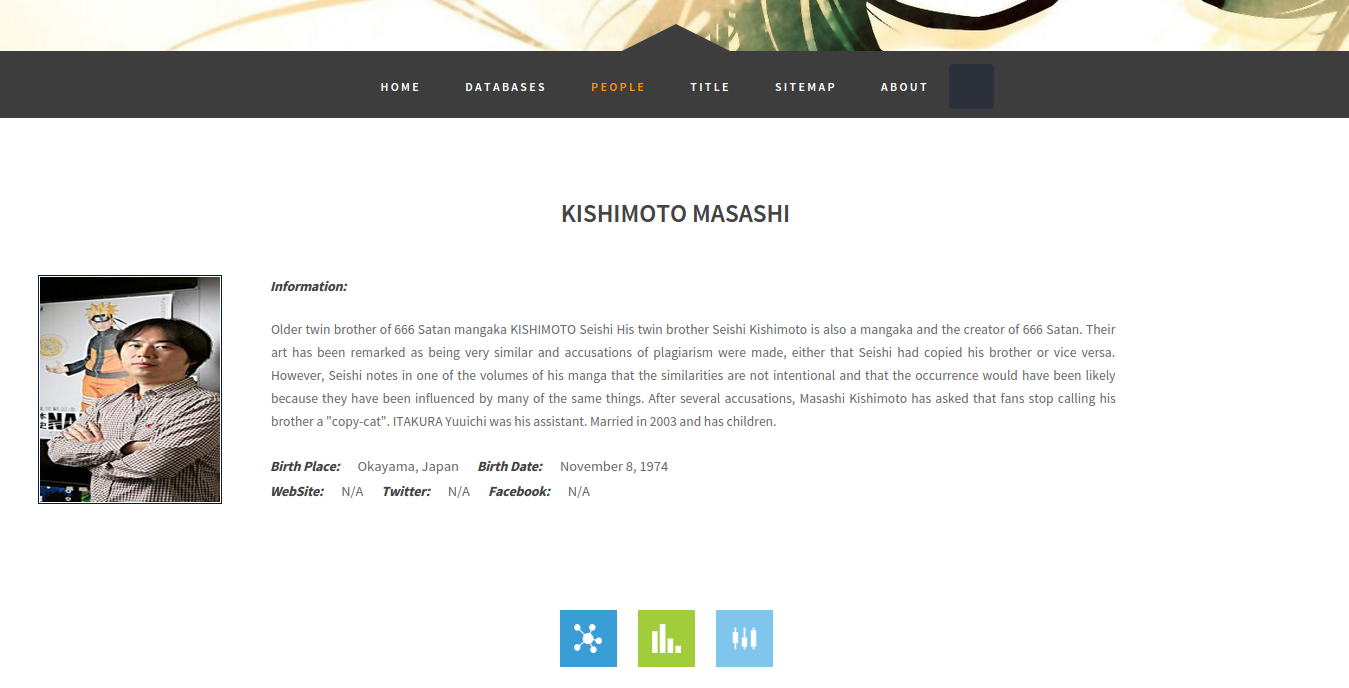 HOME DATABASES PEOPLE TITLE SITEMAP ABOUT
KISHIMOTO MASASHI
Information:
Older twin brother of 666 Satan mangaka KISHIMOTO Seishi His twin brother Seishi Kishimoto is also a mangaka and the creator of 666 Satan. Their
art has been remarked as being very similar and accusations of plagiarism were made, either that Seishi had copied his brother or vice versa.
However, Seishi notes in one of the volumes of his manga that the similarities are not intentional and that the occurrence would have been likely
because they have been influenced by many of the same things. After several accusations, Masashi Kishimoto has asked that fans stop calling his
brother a "copy-cat". ITAKURA Yuuichi was his assistant. Married in 2003 and has children.
Birth Place: Okayama, Japan Birth Date: November 8, 1974
WebSite: N/A Twitter: N/A Facebook: N/A